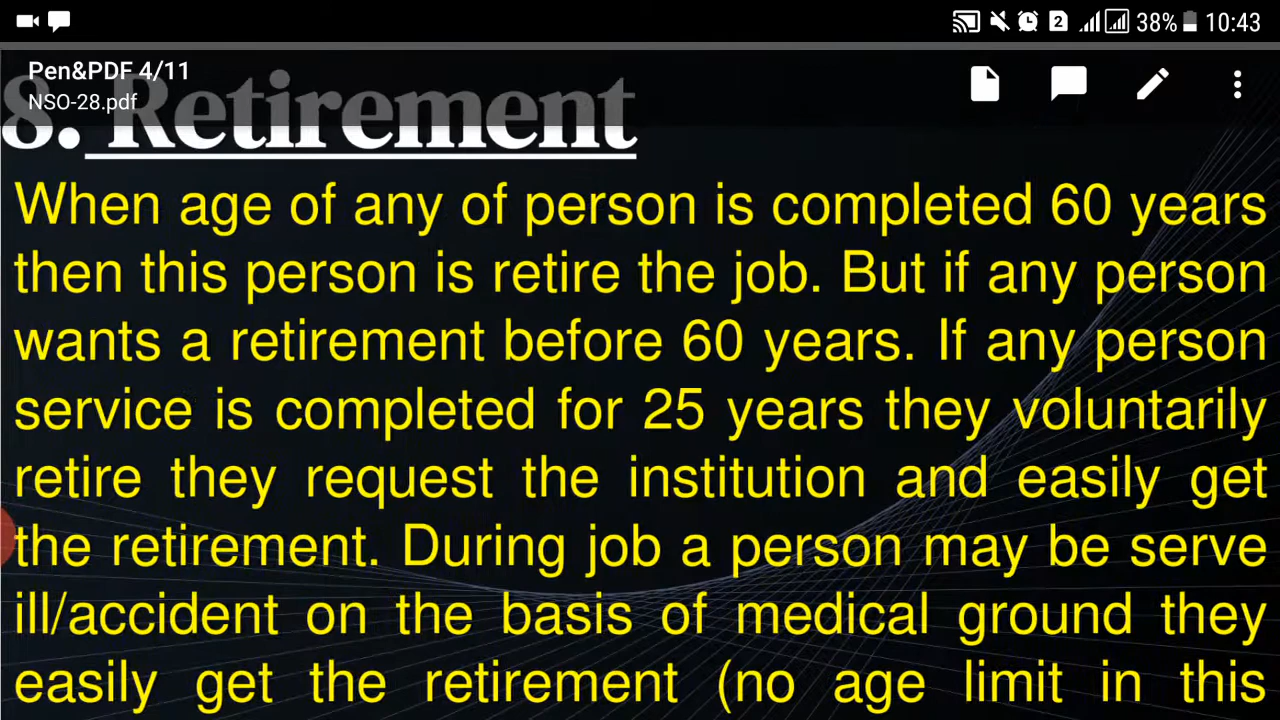 38% 10:43
Pen&PDF 4/11
NSO-28.pdf
8. Retirement
When age of any of person is completed 60 years
then this person is retire the job. But if any person
wants a retirement before 60 years. If any person
service is completed for 25 years they voluntarily
retire they request the institution and easily get
the retirement. During job a person may be serve
ill/accident on the basis of medical ground they
easily get the retirement (no age limit in this